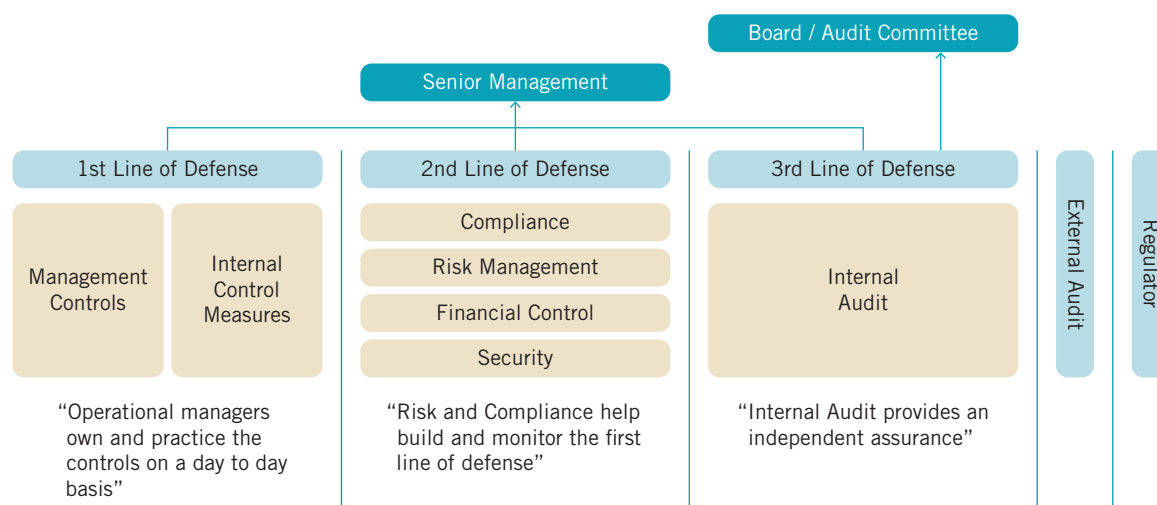 Board / Audit Committee
Senior Management
1st Line of Defense
2nd Line of Defense
3rd Line of Defense
Management
Controls
Internal
Control
Measures
Compliance
Risk Management
Financial Control
Security
Internal
Audit
External Audit
Regulator
“Operational managers
own and practice the
controls on a day to day
basis”
“Risk and Compliance help
build and monitor the first
line of defense”
“Internal Audit provides an
independent assurance”